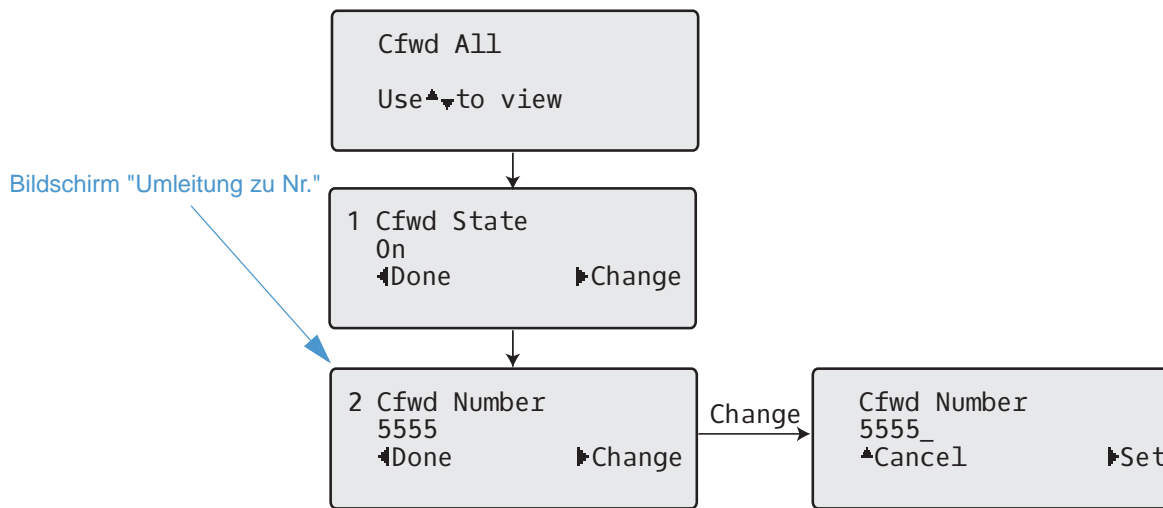 Cfwd All
Use▲▼to view
Bildschirm "Umleitung zu Nr."
1 Cfwd State
On
◀Done ▶Change
2 Cfwd Number
5555
◀Done ▶Change
Change
Cfwd Number
5555_
▲Cancel ▶Set